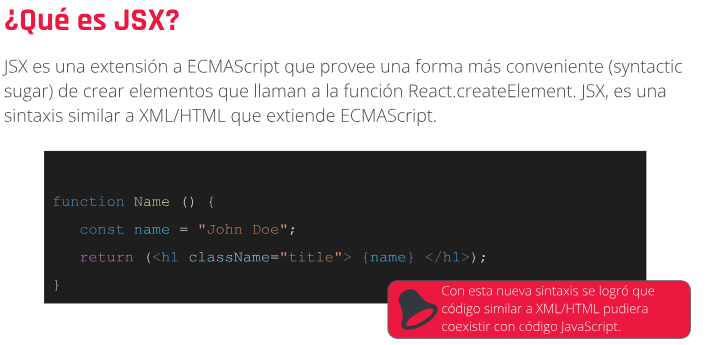 ¿Qué es JSX?
JSX es una extensión a ECMAScript que provee una forma más conveniente (syntactic
sugar) de crear elementos que llaman a la función React.createElement. JSX, es una
sintaxis similar a XML/HTML que extiende ECMAScript.
function Name () {
const name = "John Doe";
return (<h1 className="title"> {name} </h1>);
}
Con esta nueva sintaxis se logró que
código similar a XML/HTML pudiera
coexistir con código JavaScript.